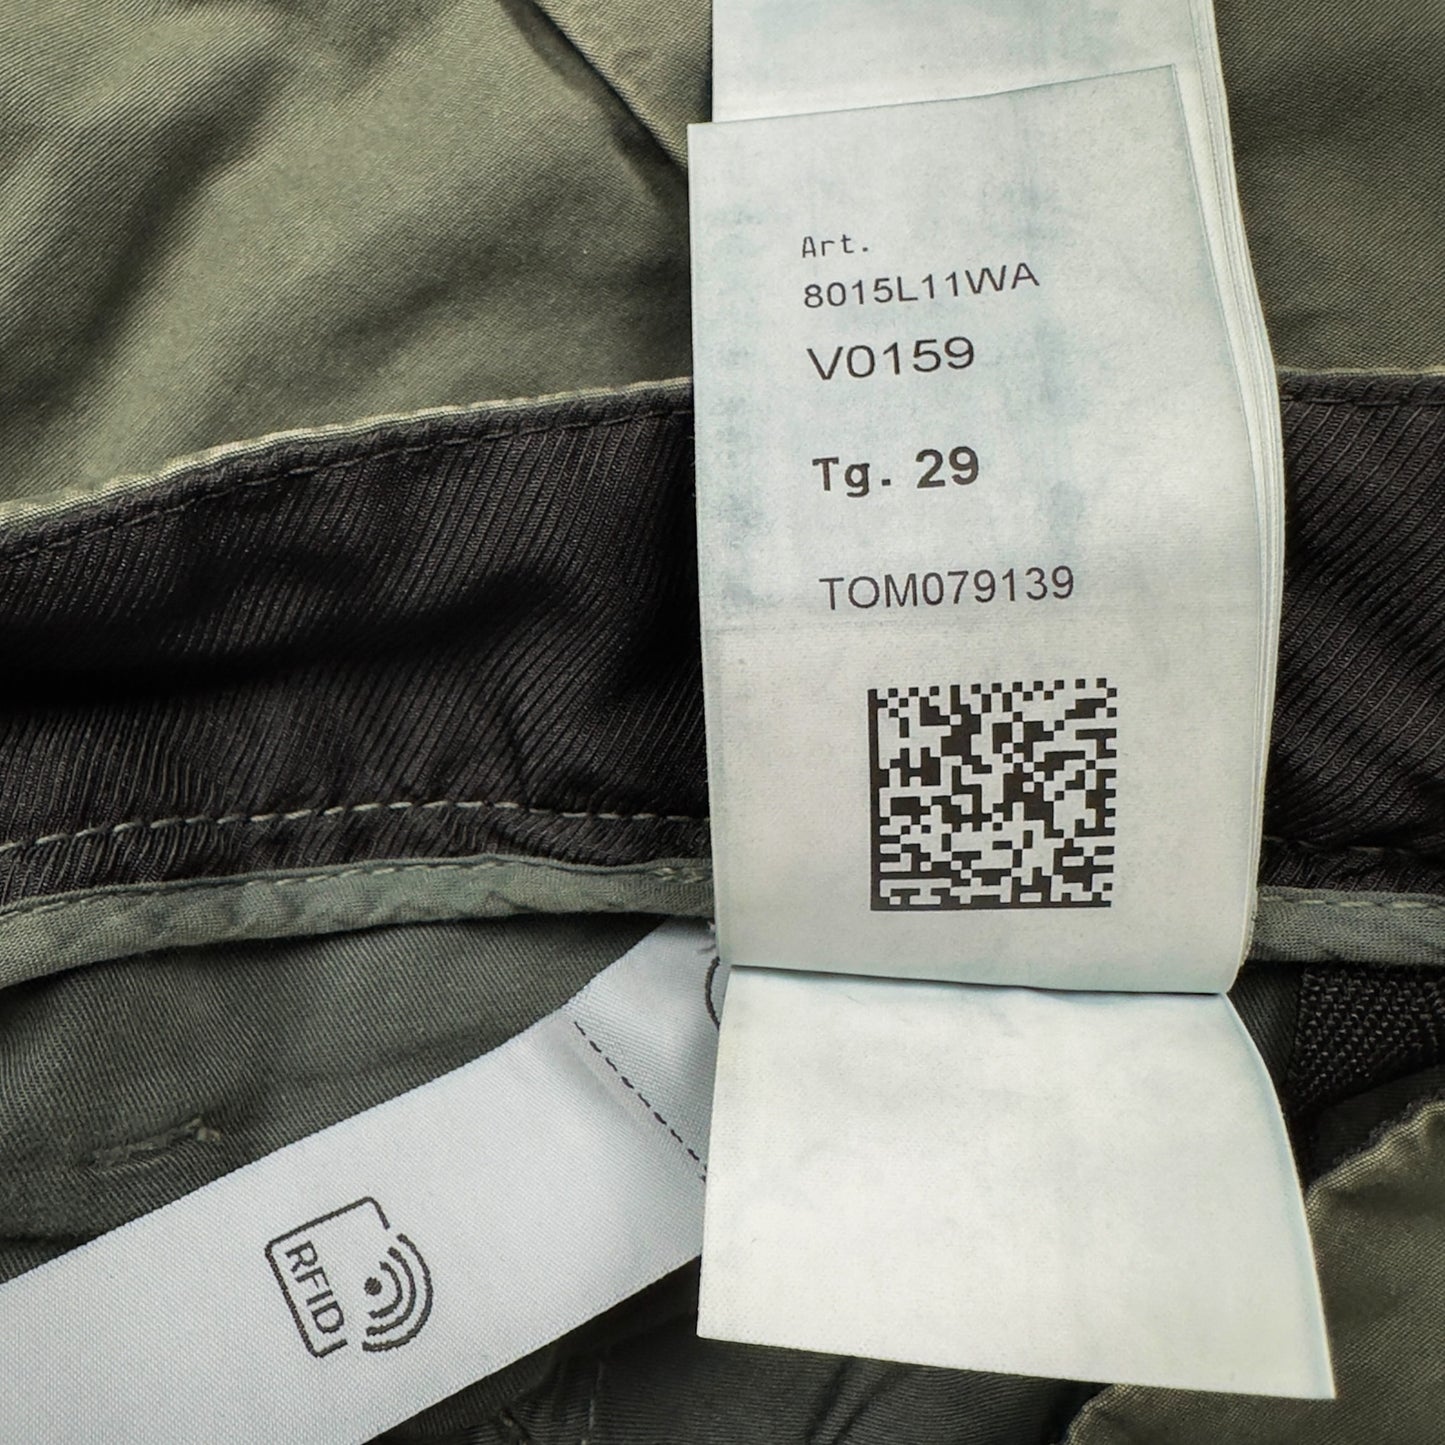 Art.
8015L11WA
V0159
Tg. 29
TOM079139
RFID